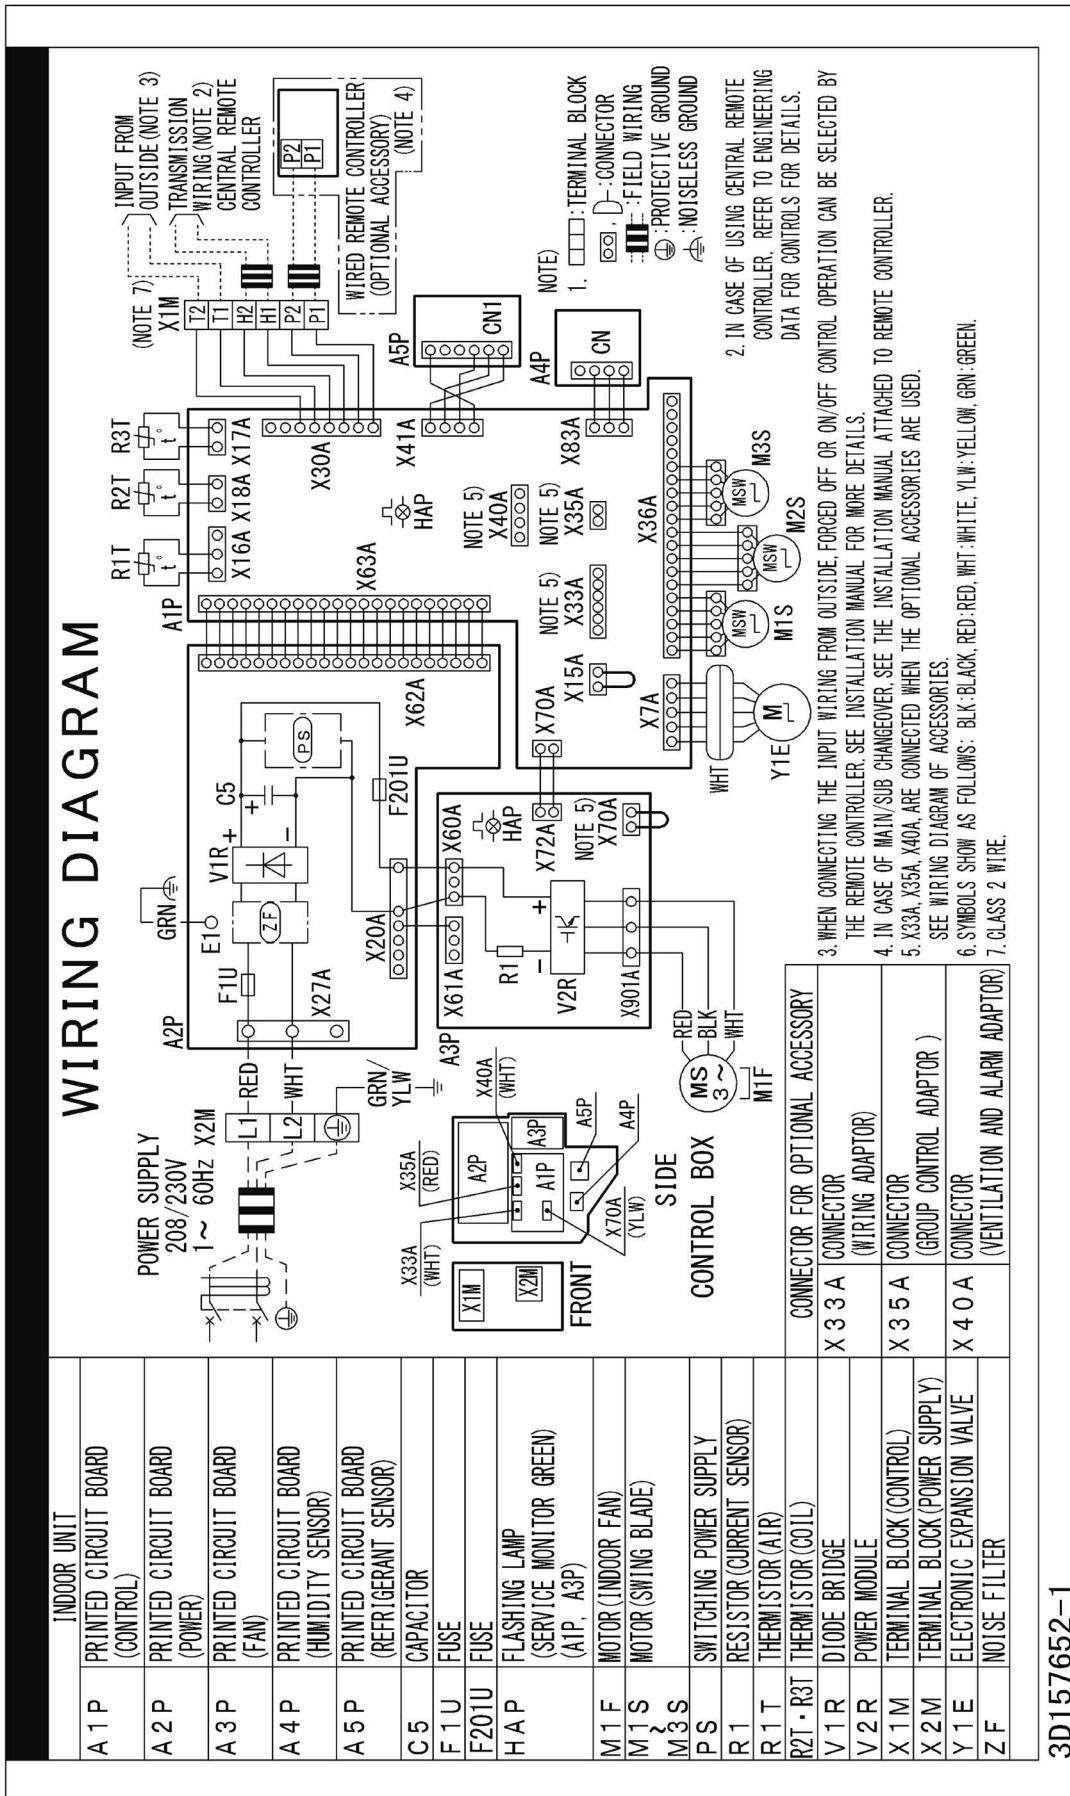 WIRING DIAGRAM
INDOOR UNIT
A1P PRINTED CIRCUIT BOARD
(CONTROL)
A2P PRINTED CIRCUIT BOARD
(POWER)
A3P PRINTED CIRCUIT BOARD
(FAN)
A4P PRINTED CIRCUIT BOARD
(HUMIDITY SENSOR)
A5P PRINTED CIRCUIT BOARD
(REFRIGERANT SENSOR)
C5 CAPACITOR
F1U FUSE
F201U FUSE
HAP FLASHING LAMP
(SERVICE MONITOR GREEN)
(A1P, A3P)
M1F MOTOR(INDOOR FAN)
M1S ~ M3S MOTOR(SWING BLADE)
PS SWITCHING POWER SUPPLY
R1 RESISTOR(CURRENT SENSOR)
R1T THERMISTOR(AIR)
R2T・R3T THERMISTOR(COIL)
V1R DIODE BRIDGE
V2R POWER MODULE
X1M TERMINAL BLOCK(CONTROL)
X2M TERMINAL BLOCK(POWER SUPPLY)
Y1E ELECTRONIC EXPANSION VALVE
ZF NOISE FILTER
CONNECTOR FOR OPTIONAL ACCESSORY
X33A CONNECTOR
(WIRING ADAPTOR)
X35A CONNECTOR
(GROUP CONTROL ADAPTOR )
X40A CONNECTOR
(VENTILATION AND ALARM ADAPTOR)
POWER SUPPLY
208/230V
1~ 60Hz X2M
L1
L2
RED
WHT
GRN/
YLW
A2P
F1U
X27A
E1
GRN
ZF
V1R
+
-
C5
+
PS
F201U
X62A
X20A
A1P
R1T
R2T
R3T
t°
t°
t°
X16A
X18A
X17A
X63A
X30A
X41A
HAP
NOTE 5)
X40A
NOTE 5)
X35A
NOTE 5)
X33A
X83A
X15A
X70A
X36A
X7A
A3P
X61A
X60A
HAP
X72A
NOTE 5)
X70A
R1
+
-
V2R
X901A
RED
BLK
WHT
MS
3~
M1F
WHT
M
Y1E
MSW
M1S
MSW
M2S
MSW
M3S
(NOTE 7)
X1M
T2
T1
H2
H1
P2
P1
INPUT FROM
OUTSIDE(NOTE 3)
TRANSMISSION
WIRING(NOTE 2)
CENTRAL REMOTE
CONTROLLER
P2
P1
WIRED REMOTE CONTROLLER
(OPTIONAL ACCESSORY)
(NOTE 4)
A5P
CN1
A4P
CN
X33A
(WHT)
X35A
(RED)
X40A
(WHT)
A2P
A3P
A1P
A5P
A4P
X70A
(YLW)
SIDE
X1M
X2M
FRONT
CONTROL BOX
NOTE)
1. :TERMINAL BLOCK
, :CONNECTOR
:FIELD WIRING
:PROTECTIVE GROUND
:NOISELESS GROUND
2. IN CASE OF USING CENTRAL REMOTE
CONTROLLER, REFER TO ENGINEERING
DATA FOR CONTROLS FOR DETAILS.
3. WHEN CONNECTING THE INPUT WIRING FROM OUTSIDE, FORCED OFF OR ON/OFF CONTROL OPERATION CAN BE SELECTED BY
THE REMOTE CONTROLLER. SEE INSTALLATION MANUAL FOR MORE DETAILS.
4. IN CASE OF MAIN/SUB CHANGEOVER, SEE THE INSTALLATION MANUAL ATTACHED TO REMOTE CONTROLLER.
5. X33A, X35A, X40A, ARE CONNECTED WHEN THE OPTIONAL ACCESSORIES ARE USED.
SEE WIRING DIAGRAM OF ACCESSORIES.
6. SYMBOLS SHOW AS FOLLOWS: BLK:BLACK, RED:RED, WHT:WHITE, YLW:YELLOW, GRN:GREEN.
7. CLASS 2 WIRE.
3D157652-1